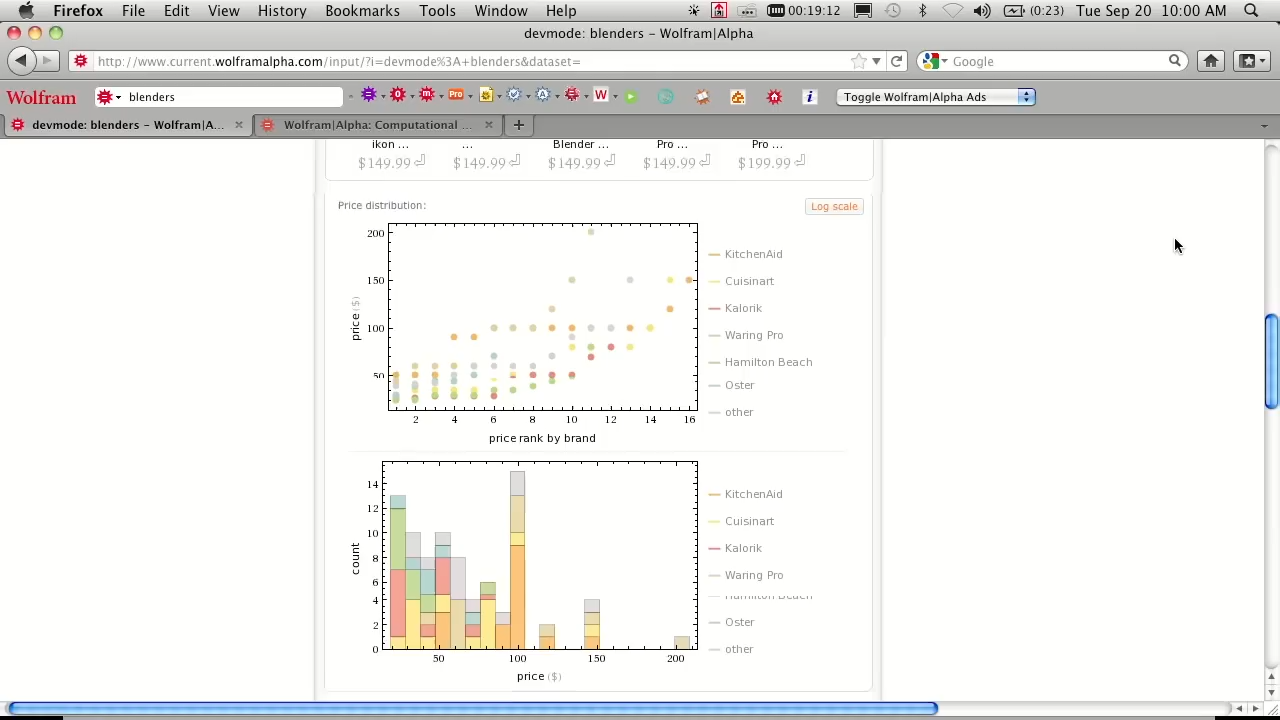 Firefox File Edit View History Bookmarks Tools Window Help 00:19:12 (0:23) Tue Sep 20 10:00 AM
devmode: blenders – Wolfram|Alpha
http://www.current.wolframalpha.com/input/?i=devmode%3A+blenders&dataset= Google
Wolfram blenders Pro W i Toggle Wolfram|Alpha Ads
devmode: blenders – Wolfram|A... Wolfram|Alpha: Computational ...
ikon ... ... Blender ... Pro ... Pro ...
$149.99 $149.99 $149.99 $149.99 $199.99
Price distribution: Log scale
200
150
100
50
price ($)
2 4 6 8 10 12 14 16
price rank by brand
KitchenAid
Cuisinart
Kalorik
Waring Pro
Hamilton Beach
Oster
other
14
12
10
8
6
4
2
0
count
50 100 150 200
price ($)
KitchenAid
Cuisinart
Kalorik
Waring Pro
Hamilton Beach
Oster
other